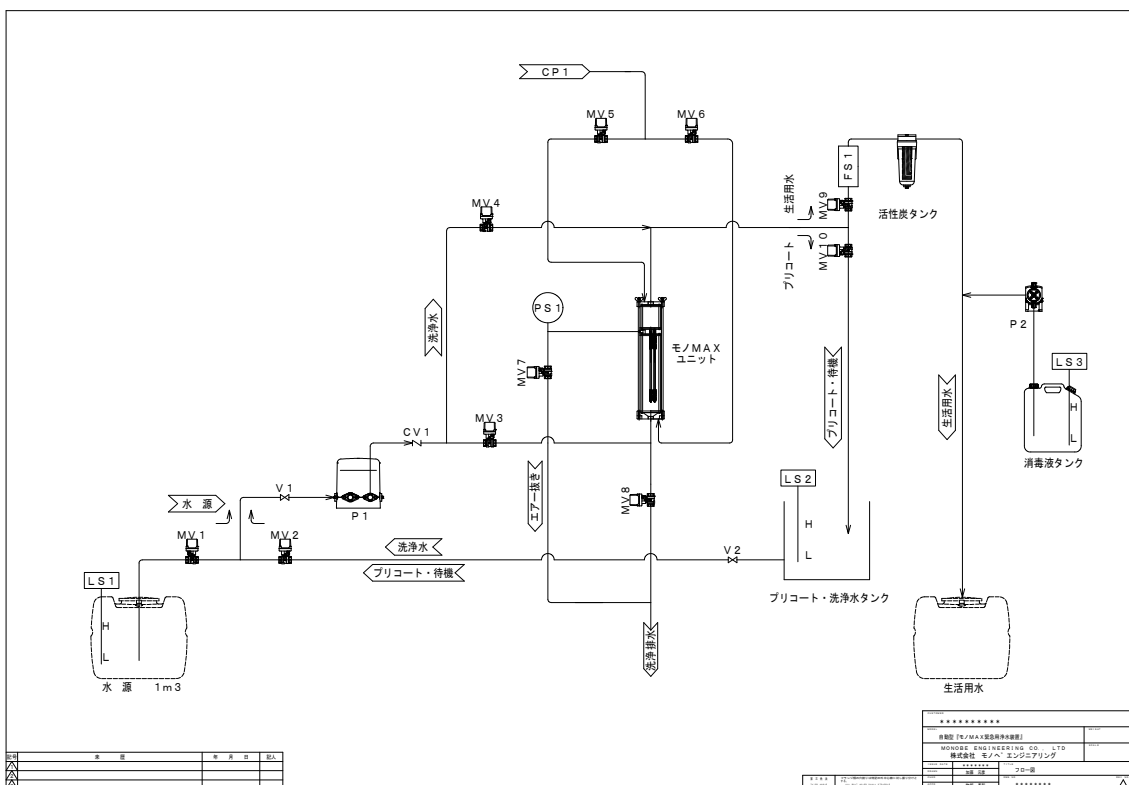 CP1
MV5
MV6
FS1
MV9
生活用水
活性炭タンク
MV4
MV10
プリコート
PS1
P2
洗浄水
モノMAX
ユニット
LS3
MV7
プリコート・待機
生活用水
H
L
CV1
MV3
消毒液タンク
エアー抜き
LS2
水 源
V1
P1
MV8
H
L
MV1
MV2
洗浄水
V2
プリコート・待機
LS1
プリコート・洗浄水タンク
H
L
洗浄排水
水 源 1m3
生活用水
**********
自動型『モノMAX緊急用浄水装置』
MONOBE ENGINEERING CO., LTD
株式会社 モノベエンジニアリング
*******
フロー図
********
記号 来歴 年 月 日 記入
1
2